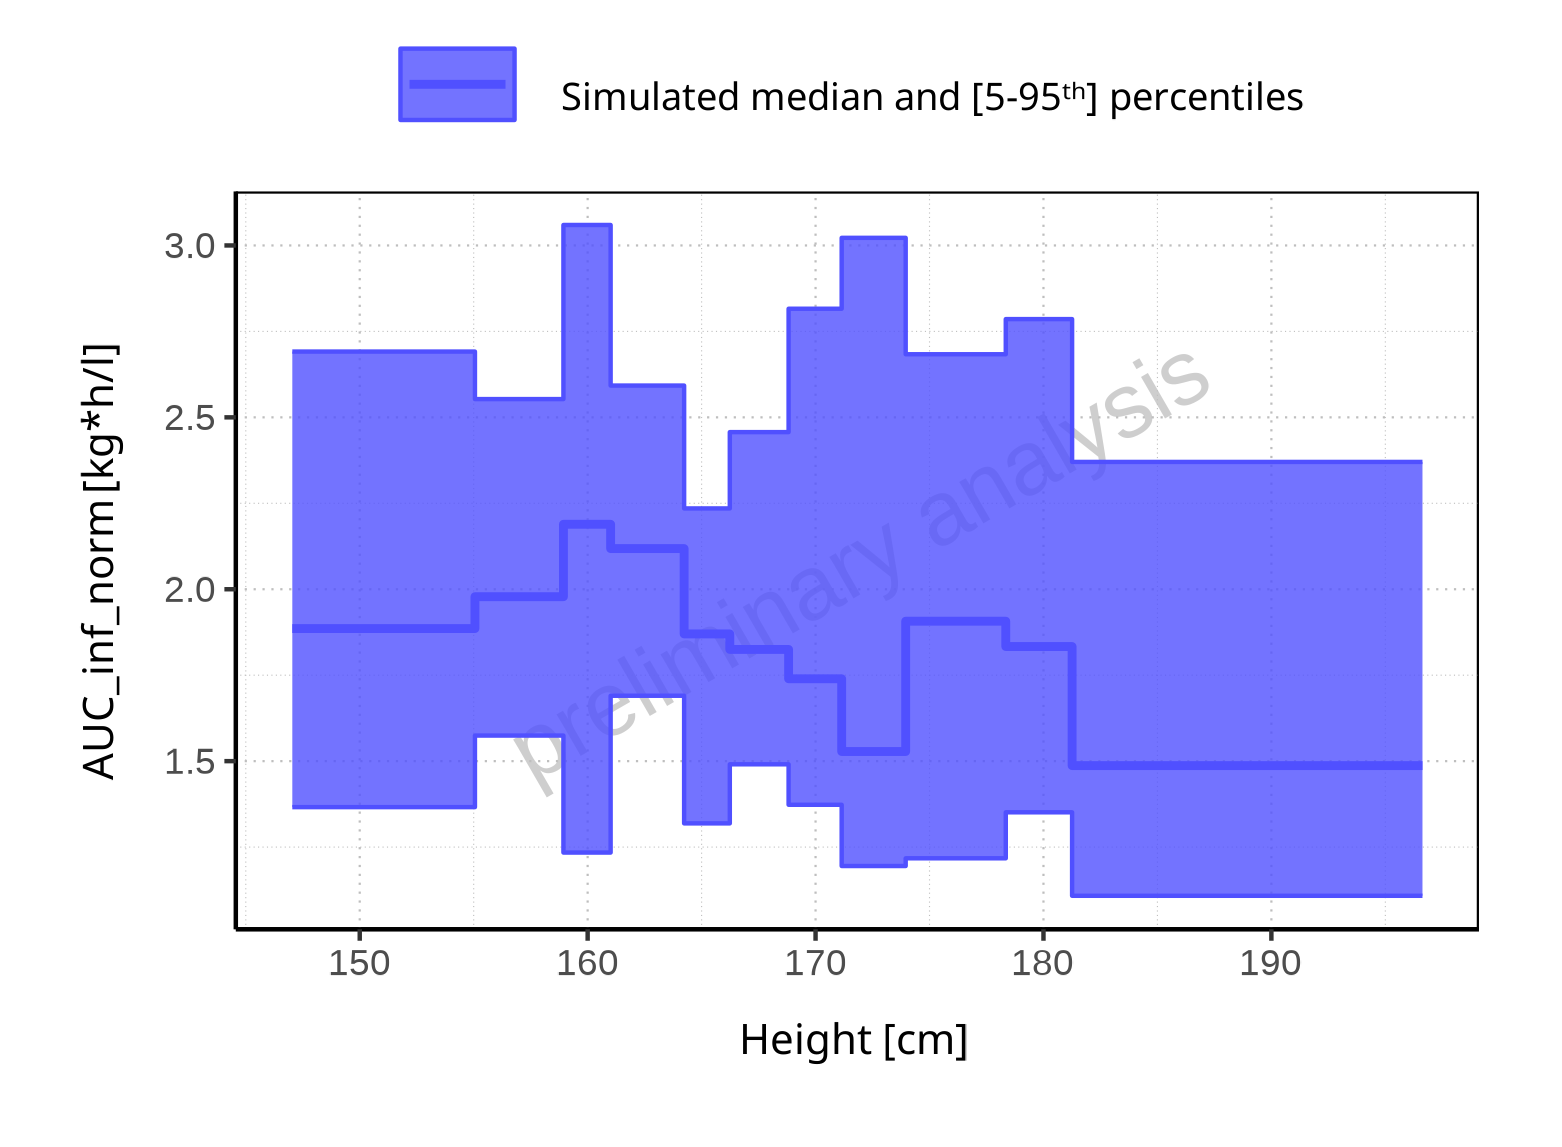 Simulated median and [5-95ᵗʰ] percentiles
3.0
2.5
2.0
1.5
AUC_inf_norm [kg*h/l]
preliminary analysis
150 160 170 180 190
Height [cm]